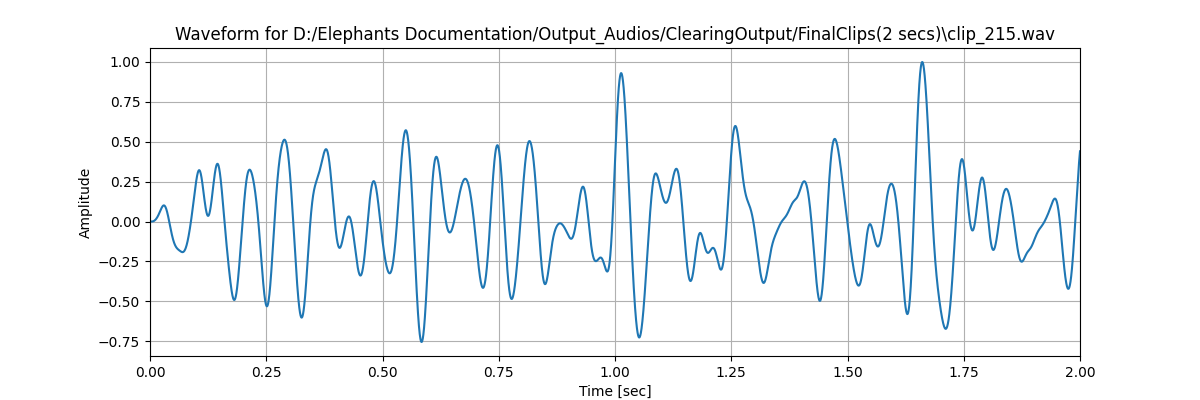 Waveform for D:/Elephants Documentation/Output_Audios/ClearingOutput/FinalClips(2 secs)\clip_215.wav
1.00
0.75
0.50
0.25
0.00
−0.25
−0.50
−0.75
Amplitude
0.00 0.25 0.50 0.75 1.00 1.25 1.50 1.75 2.00
Time [sec]